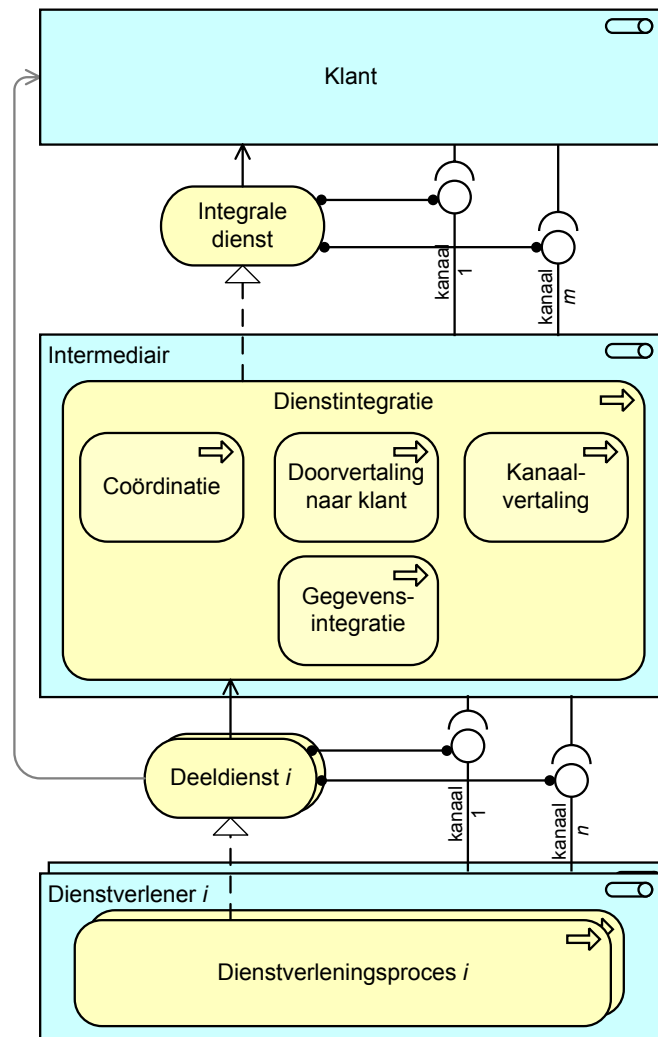 Klant
Integrale
dienst
kanaal
1
kanaal
m
Intermediair
Dienstintegratie
Coördinatie
Doorvertaling
naar klant
Kanaal-
vertaling
Gegevens-
integratie
Deeldienst i
kanaal
1
kanaal
n
Dienstverlener i
Dienstverleningsproces i